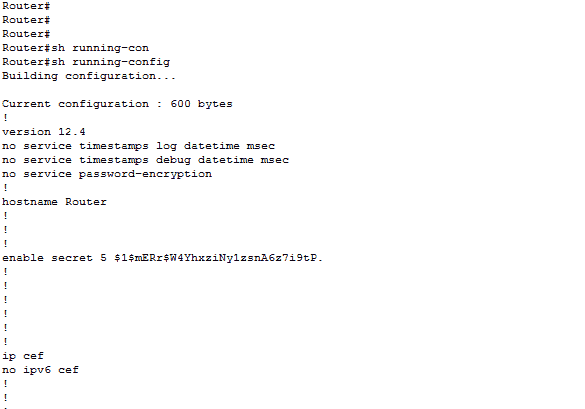 Router#
Router#
Router#
Router#sh running-con
Router#sh running-config
Building configuration...
Current configuration : 600 bytes
!
version 12.4
no service timestamps log datetime msec
no service timestamps debug datetime msec
no service password-encryption
!
hostname Router
!
!
!
enable secret 5 $1$mERr$W4YhxziNy1zsnA6z7i9tP.
!
!
!
!
!
!
ip cef
no ipv6 cef
!
!